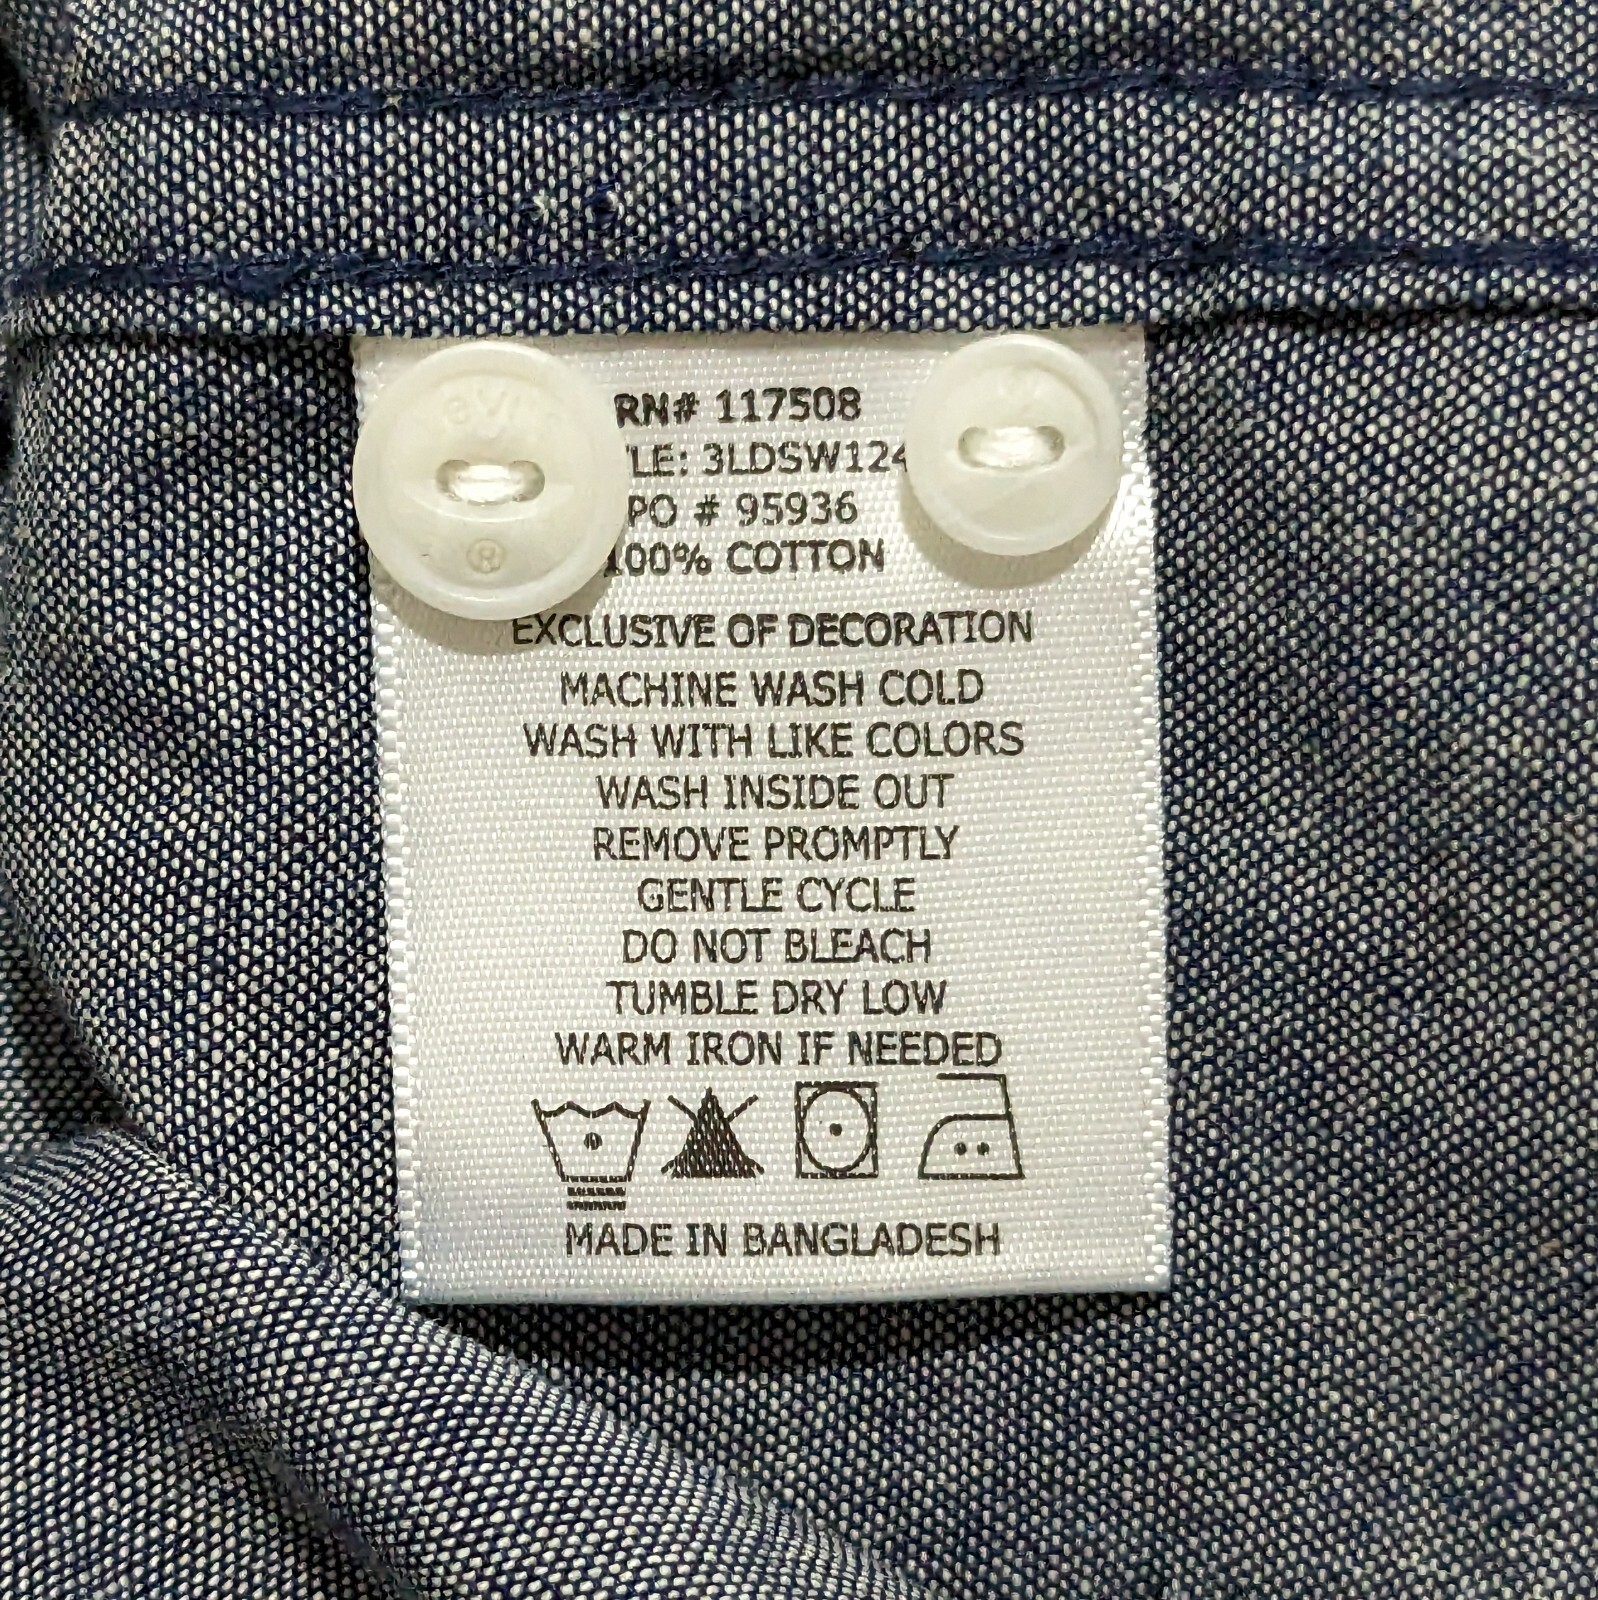 RN# 117508
LE: 3LDSW124
PO # 95936
100% COTTON
EXCLUSIVE OF DECORATION
MACHINE WASH COLD
WASH WITH LIKE COLORS
WASH INSIDE OUT
REMOVE PROMPTLY
GENTLE CYCLE
DO NOT BLEACH
TUMBLE DRY LOW
WARM IRON IF NEEDED
MADE IN BANGLADESH